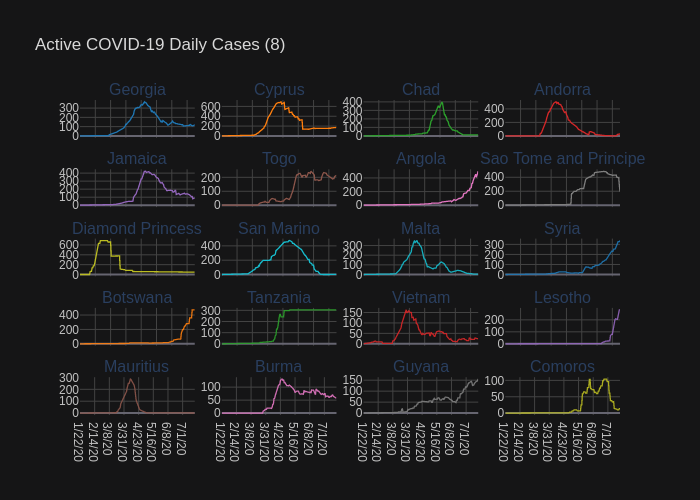 Active COVID-19 Daily Cases (8)
Georgia Cyprus Chad Andorra
300 200 100 0 600 400 200 0 400 300 200 100 0 400 200 0
Jamaica Togo Angola Sao Tome and Principe
400 300 200 100 0 200 100 0 400 200 0 400 200 0
Diamond Princess San Marino Malta Syria
600 400 200 0 400 200 0 300 200 100 0 300 200 100 0
Botswana Tanzania Vietnam Lesotho
400 200 0 300 200 100 0 150 100 50 0 200 100 0
Mauritius Burma Guyana Comoros
300 200 100 0 100 50 0 150 100 50 0 100 50 0
1/22/20 2/14/20 3/8/20 3/31/20 4/23/20 5/16/20 6/8/20 7/1/20 1/22/20 2/14/20 3/8/20 3/31/20 4/23/20 5/16/20 6/8/20 7/1/20 1/22/20 2/14/20 3/8/20 3/31/20 4/23/20 5/16/20 6/8/20 7/1/20 1/22/20 2/14/20 3/8/20 3/31/20 4/23/20 5/16/20 6/8/20 7/1/20